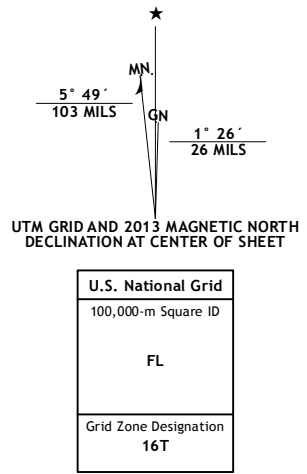 ★
MN.
5° 49´
103 MILS
GN
1° 26´
26 MILS
UTM GRID AND 2013 MAGNETIC NORTH
DECLINATION AT CENTER OF SHEET
U.S. National Grid
100,000-m Square ID
FL
Grid Zone Designation
16T